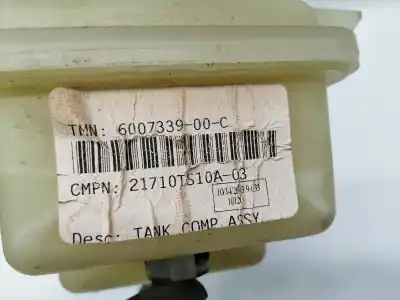 TMN: 6007339-00-C
CMPN: 21710TS10A-03
Desc: TANK COMP ASSY